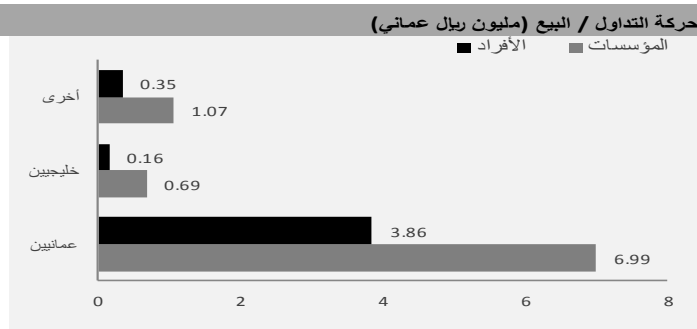 حركة التداول / البيع (مليون ريال عماني)
المؤسسات الأفراد
أخرى
0.35
1.07
خليجيين
0.16
0.69
عمانيين
3.86
6.99
0 2 4 6 8